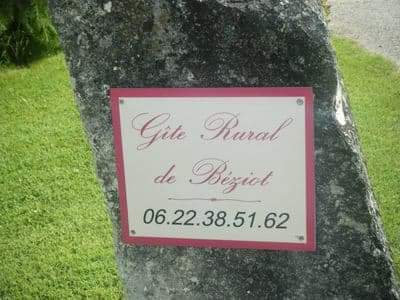 Gîte Rural
de Béziot
06.22.38.51.62